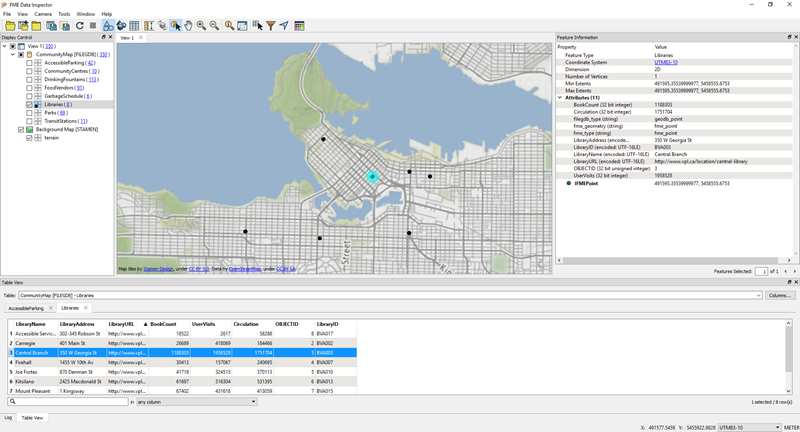 FME Data Inspector
File View Camera Tools Window Help
Display Control
View 1 (350)
CommunityMap [FILEGDB] (350)
AccessibleParking (42)
CommunityCentres (10)
DrinkingFountains (113)
FoodVendors (91)
GarbageSchedule (6)
Libraries (8)
Parks (69)
TransitStations (11)
Background Map [STAMEN]
terrain
View 1
Street
Map tiles by Stamen Design, under CC BY 3.0. Data by OpenStreetMap, under CC BY SA.
Feature Information
Property Value
Feature Type Libraries
Coordinate System UTM83-10
Dimension 2D
Number of Vertices 1
Min Extents 491595.35539999977, 5458555.6753
Max Extents 491595.35539999977, 5458555.6753
Attributes (11)
BookCount (32 bit integer) 1188303
Circulation (32 bit integer) 1751704
filegdb_type (string) geodb_point
fme_geometry (string) fme_point
fme_type (string) fme_point
LibraryAddress (encode... 350 W Georgia St
LibraryID (encoded: UTF-16LE) BVA003
LibraryName (encoded: UTF-16LE) Central Branch
LibraryURL (encoded: UTF-16LE) http://www.vpl.ca/location/central-library
OBJECTID (32 bit unsigned integer) 3
UserVisits (32 bit integer) 1958528
IFMEPoint 491595.35539999977, 5458555.6753
Features Selected: 1 of 1
Table View
Table: CommunityMap [FILEGDB] - Libraries Columns...
AccessibleParking Libraries
LibraryName LibraryAddress LibraryURL BookCount UserVisits Circulation OBJECTID LibraryID
1 Accessible Servic... 302-345 Robson St http://www.vpl... 18522 2617 58288 8 BVA017
2 Carnegie 401 Main St http://www.vpl... 26689 418069 184466 2 BVA002
3 Central Branch 350 W Georgia St http://www.vpl... 1188303 1958528 1751704 3 BVA003
4 Firehall 1455 W 10th Av http://www.vpl... 30413 157067 240695 4 BVA007
5 Joe Fortes 870 Denman St http://www.vpl... 41718 324515 370113 5 BVA010
6 Kitsilano 2425 Macdonald St http://www.vpl... 61697 316304 531395 6 BVA013
7 Mount Pleasant 1 Kingsway http://www.vpl... 67402 431618 413059 7 BVA015
in any column 1 selected / 8 row(s)
Log Table View
X: 491577.5459 Y: 5455922.8828 UTM83-10 METER